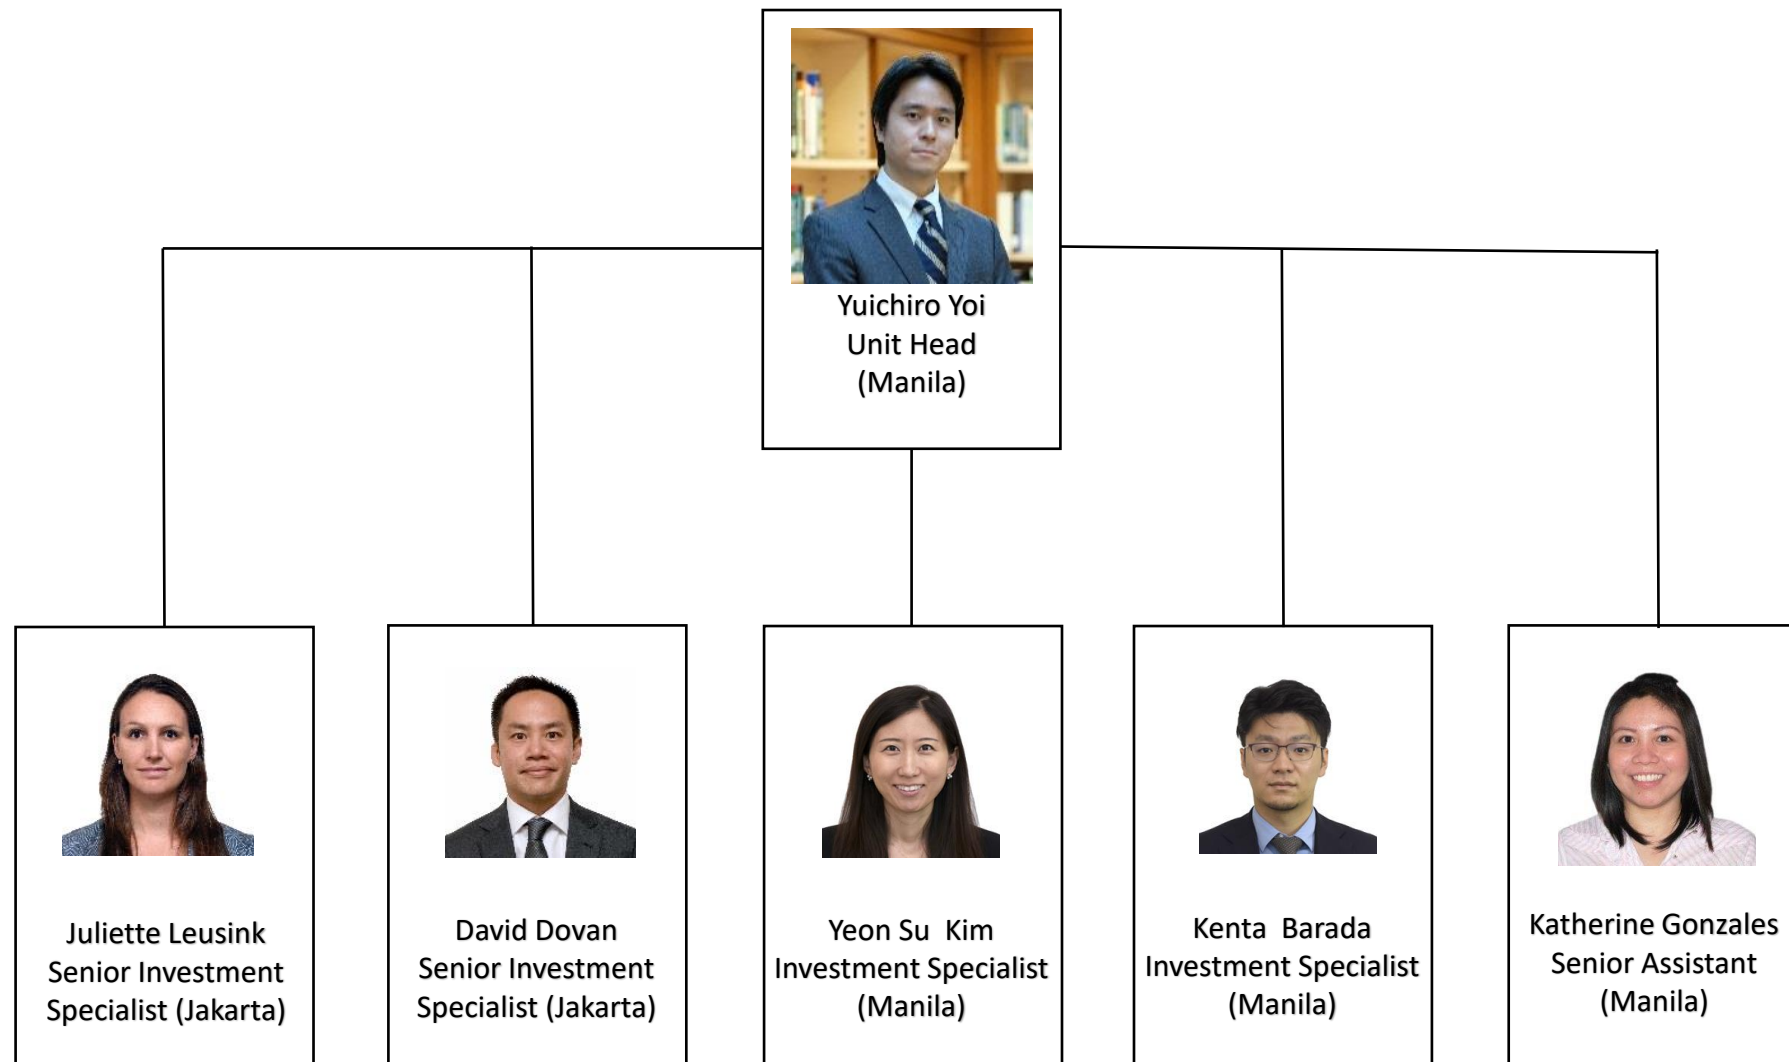 Yuichiro Yoi
Unit Head
(Manila)
Juliette Leusink
Senior Investment
Specialist (Jakarta)
David Dovan
Senior Investment
Specialist (Jakarta)
Yeon Su  Kim
Investment Specialist
(Manila)
Kenta  Barada
Investment Specialist
(Manila)
Katherine Gonzales
Senior Assistant
(Manila)